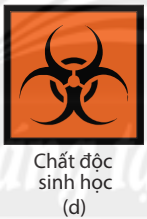 Chất độc
sinh học
(d)